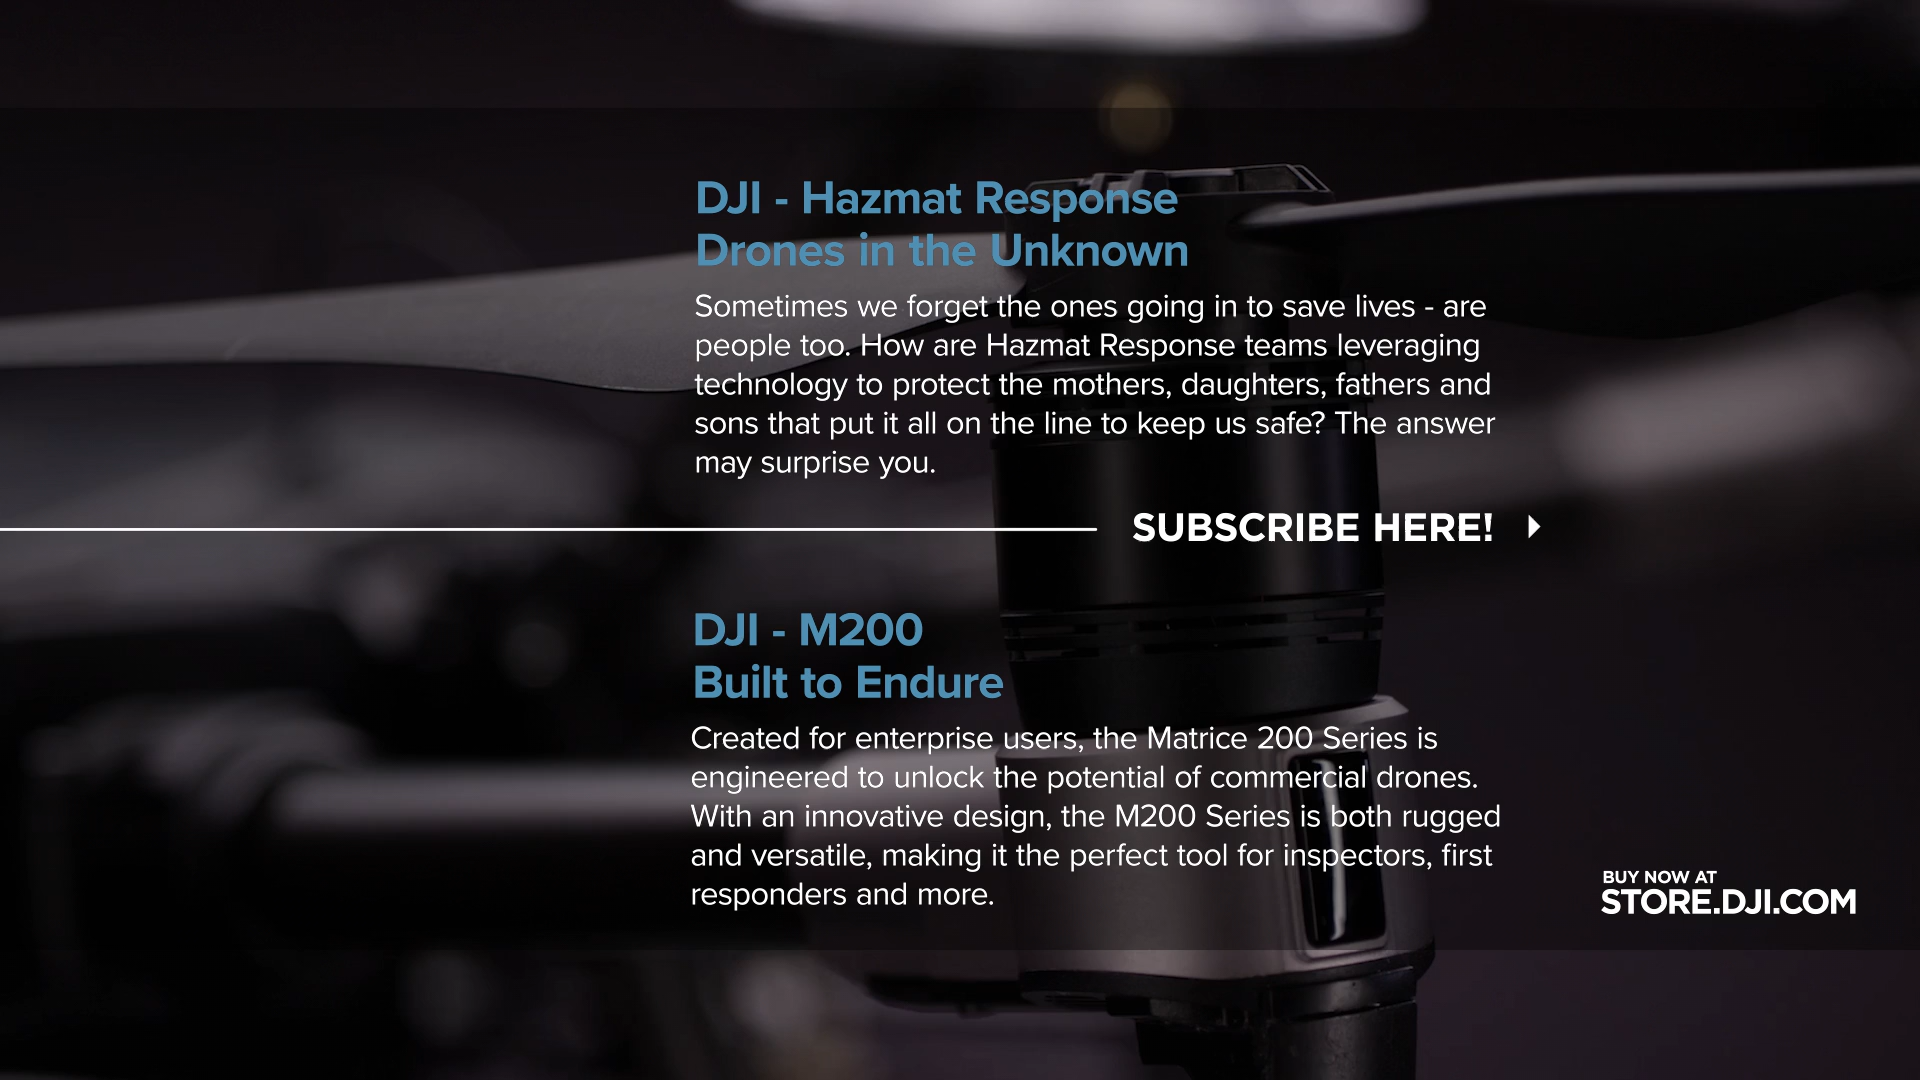 DJI - Hazmat Response
Drones in the Unknown
Sometimes we forget the ones going in to save lives - are
people too. How are Hazmat Response teams leveraging
technology to protect the mothers, daughters, fathers and
sons that put it all on the line to keep us safe? The answer
may surprise you.
SUBSCRIBE HERE!
DJI - M200
Built to Endure
Created for enterprise users, the Matrice 200 Series is
engineered to unlock the potential of commercial drones.
With an innovative design, the M200 Series is both rugged
and versatile, making it the perfect tool for inspectors, first
responders and more.
BUY NOW AT
STORE.DJI.COM